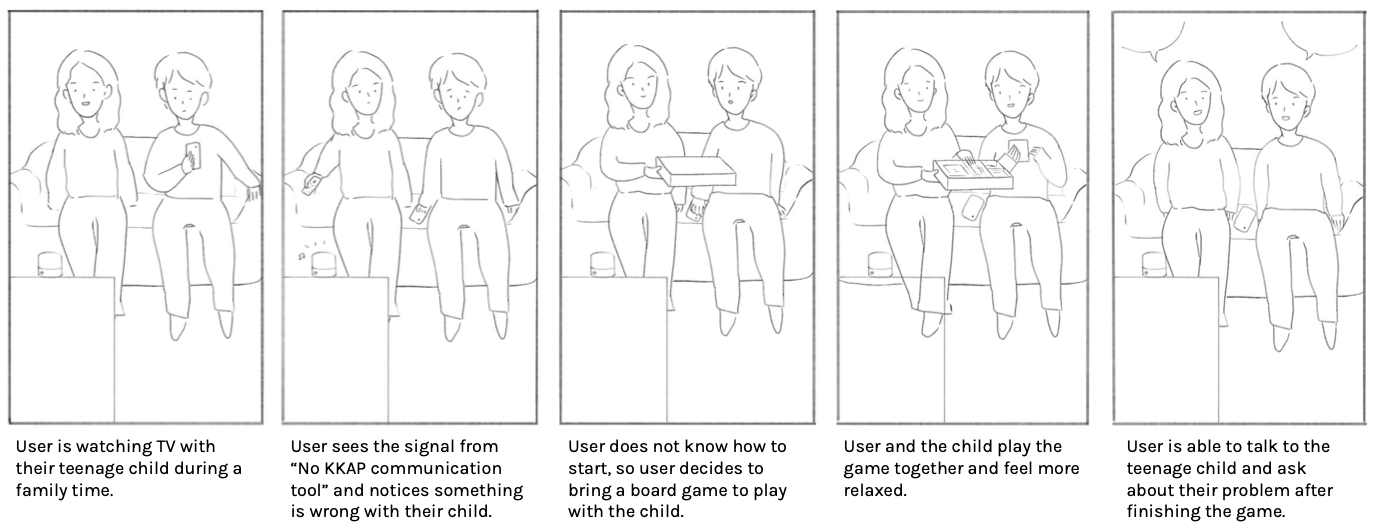 User is watching TV with
their teenage child during a
family time.
User sees the signal from
“No KKAP communication
tool” and notices something
is wrong with their child.
User does not know how to
start, so user decides to
bring a board game to play
with the child.
User and the child play the
game together and feel more
relaxed.
User is able to talk to the
teenage child and ask
about their problem after
finishing the game.